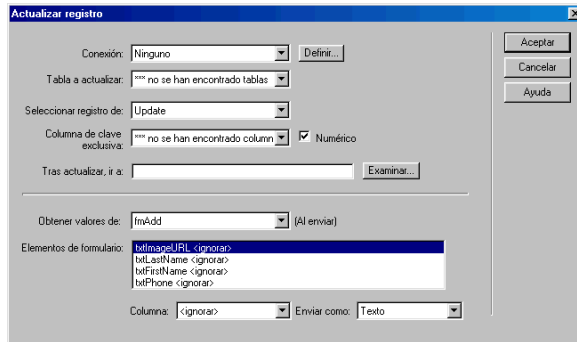 Actualizar registro
Conexión: Ninguno Definir... Aceptar
Tabla a actualizar: *** no se han encontrado tablas Cancelar
Ayuda
Seleccionar registro de: Update
Columna de clave
exclusiva: *** no se han encontrado column Numérico
Tras actualizar, ir a: Examinar...
Obtener valores de: fmAdd (Al enviar)
Elementos de formulario: txtImageURL <ignorar>
txtLastName <ignorar>
txtFirstName <ignorar>
txtPhone <ignorar>
Columna: <ignorar> Enviar como: Texto